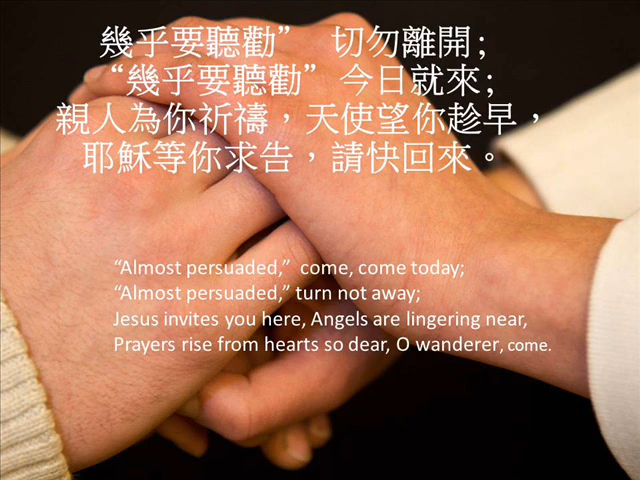 幾乎要聽勸” 切勿離開;
“幾乎要聽勸” 今日就來;
親人為你祈禱，天使望你趁早，
耶穌等你求告，請快回來。
“Almost persuaded,” come, come today;
“Almost persuaded,” turn not away;
Jesus invites you here, Angels are lingering near,
Prayers rise from hearts so dear, O wanderer, come.